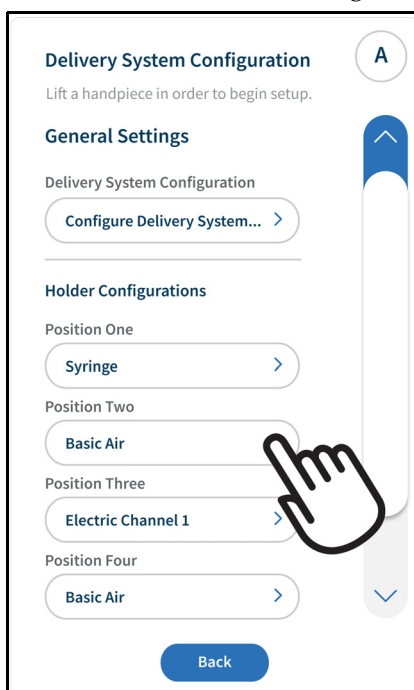 Delivery System Configuration
A
Lift a handpiece in order to begin setup.
General Settings
Delivery System Configuration
Configure Delivery System...
Holder Configurations
Position One
Syringe
Position Two
Basic Air
Position Three
Electric Channel 1
Position Four
Basic Air
Back